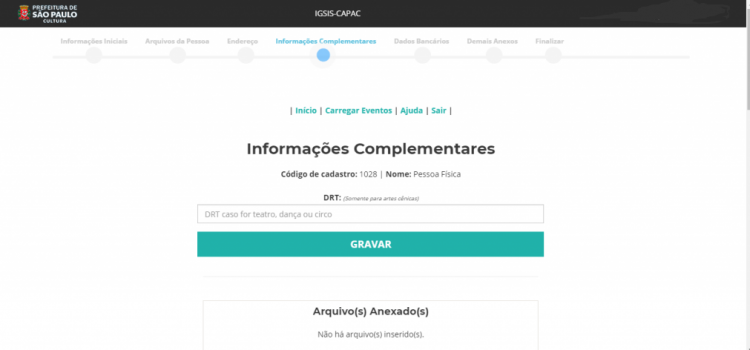 PREFEITURA DE
SÃO PAULO
CULTURA
IGSIS-CAPAC
Informações Iniciais
Arquivos da Pessoa
Endereço
Informações Complementares
Dados Bancários
Demais Anexos
Finalizar
| Início | Carregar Eventos | Ajuda | Sair |
Informações Complementares
Código de cadastro: 1028 | Nome: Pessoa Física
DRT: (Somente para artes cênicas)
DRT caso for teatro, dança ou circo
GRAVAR
Arquivo(s) Anexado(s)
Não há arquivo(s) inserido(s).